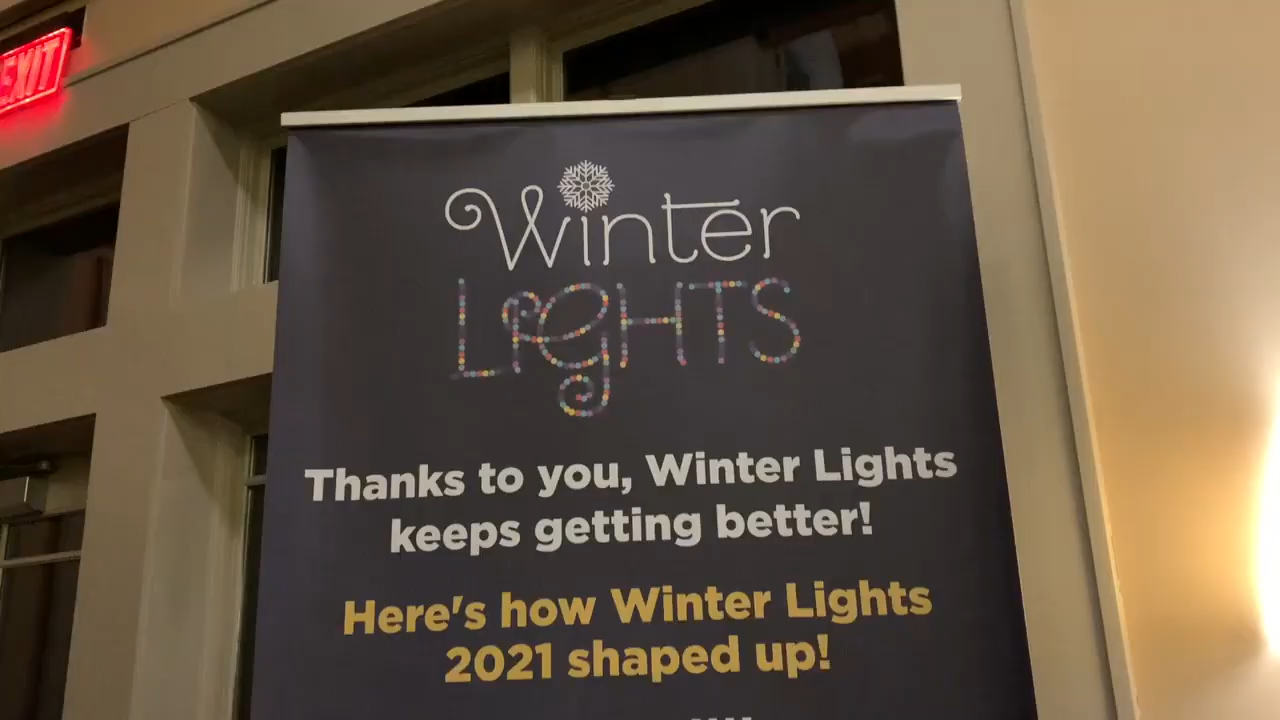 EXIT
Winter
LIGHTS
Thanks to you, Winter Lights
keeps getting better!
Here's how Winter Lights
2021 shaped up!